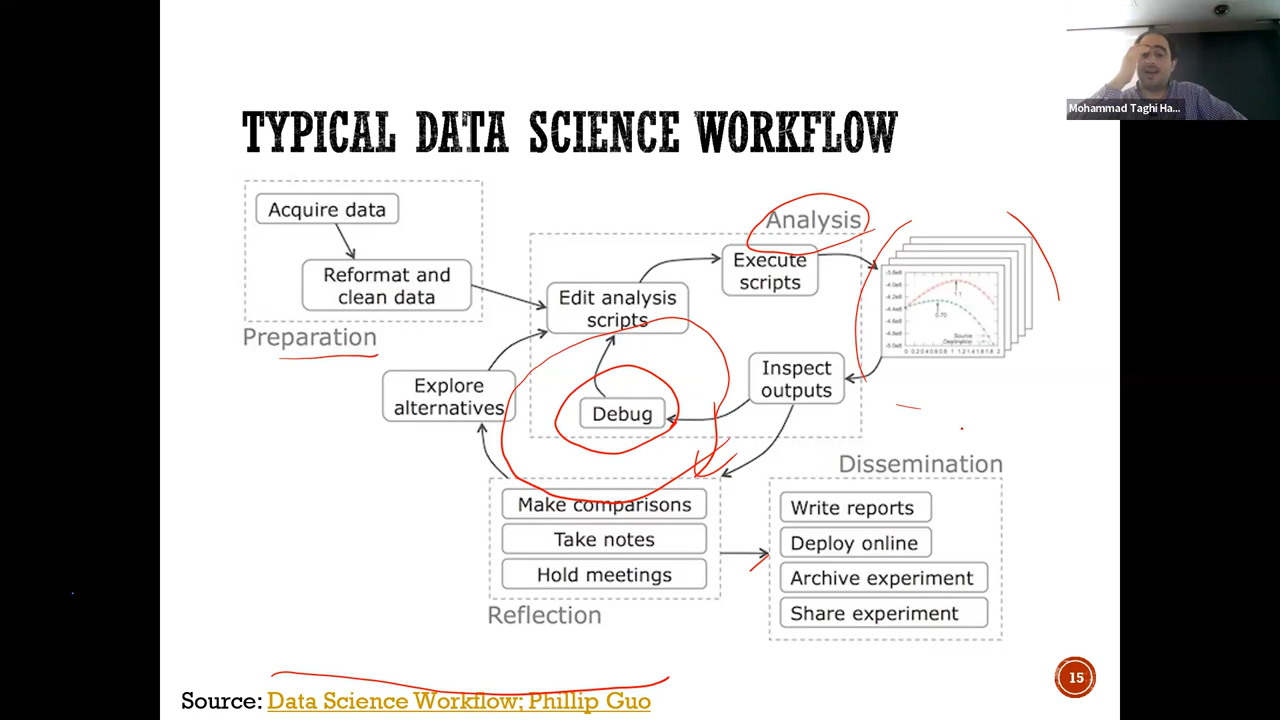 Mohammad Taghi Ha...
TYPICAL DATA SCIENCE WORKFLOW
Acquire data
Reformat and
clean data
Preparation
Analysis
Edit analysis
scripts
Execute
scripts
Inspect
outputs
Debug
Explore
alternatives
Make comparisons
Take notes
Hold meetings
Reflection
Dissemination
Write reports
Deploy online
Archive experiment
Share experiment
Source: Data Science Workflow; Phillip Guo
15